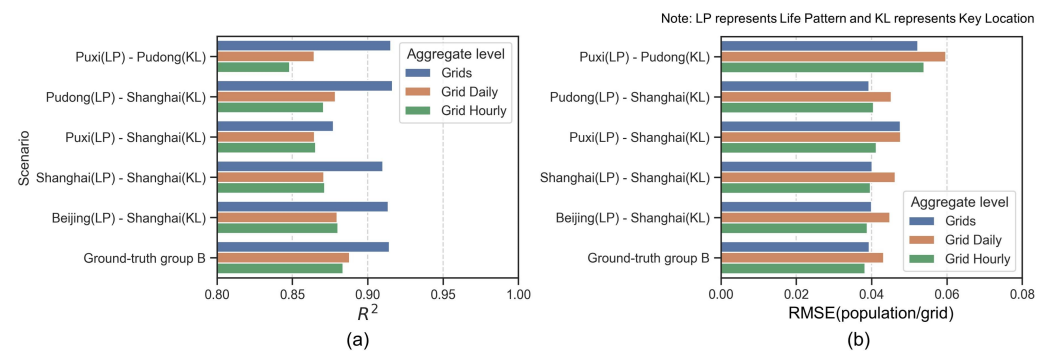 Note: LP represents Life Pattern and KL represents Key Location
Scenario
Puxi(LP) - Pudong(KL)
Pudong(LP) - Shanghai(KL)
Puxi(LP) - Shanghai(KL)
Shanghai(LP) - Shanghai(KL)
Beijing(LP) - Shanghai(KL)
Ground-truth group B
Aggregate level
Grids
Grid Daily
Grid Hourly
0.80 0.85 0.90 0.95 1.00
R²
(a)
Puxi(LP) - Pudong(KL)
Pudong(LP) - Shanghai(KL)
Puxi(LP) - Shanghai(KL)
Shanghai(LP) - Shanghai(KL)
Beijing(LP) - Shanghai(KL)
Ground-truth group B
Aggregate level
Grids
Grid Daily
Grid Hourly
0.00 0.02 0.04 0.06 0.08
RMSE(population/grid)
(b)